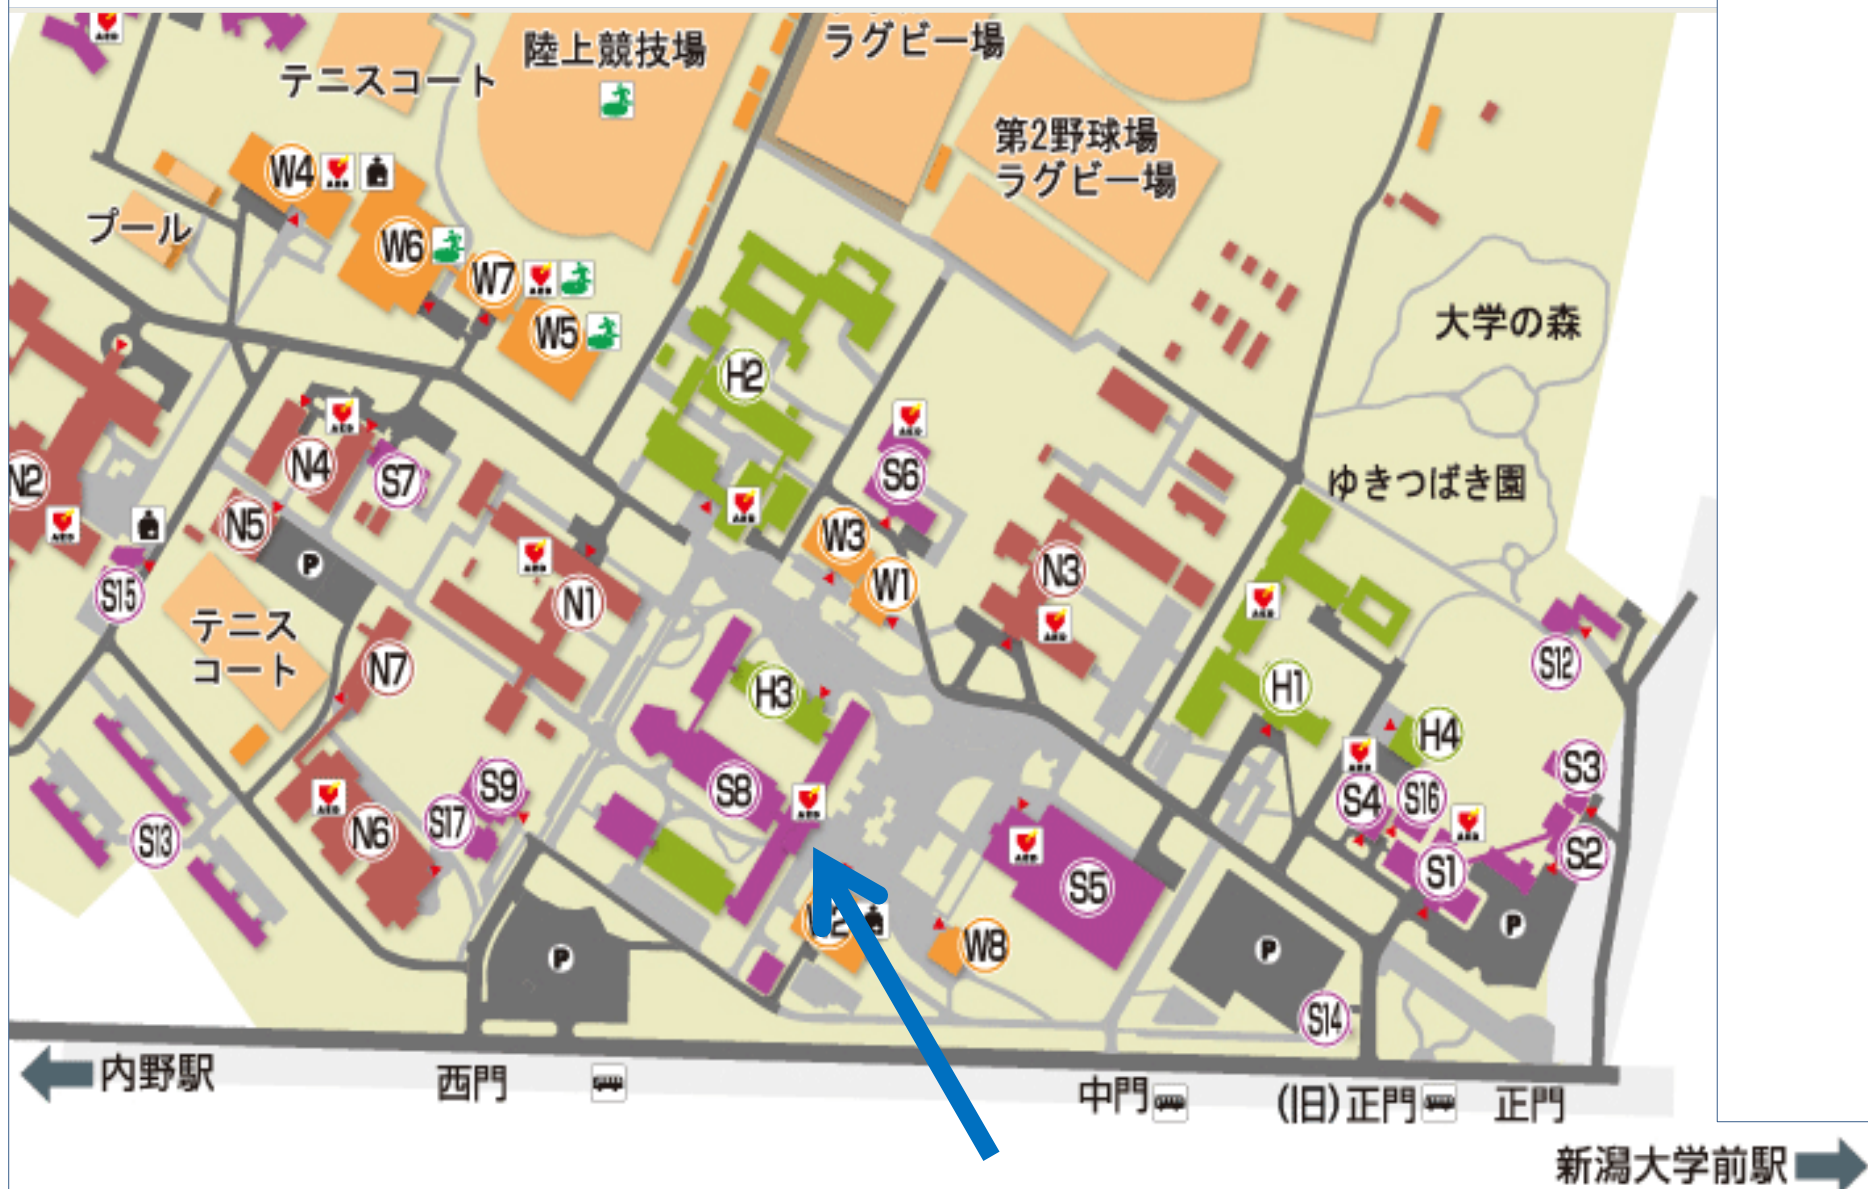 陸上競技場
ラグビー場
テニスコート
第2野球場
ラグビー場
W4
プール
W6
W7
W5
大学の森
H2
N2
N4
S7
S6
ゆきつばき園
N5
W3
P
W1
N3
S15
N1
テニス
コート
N7
H3
H1
S12
H4
S3
S9
S8
S4
S16
S17
N6
S13
S1
S2
S5
W2
W8
P
P
P
S14
内野駅
西門
中門
(旧)正門
正門
新潟大学前駅